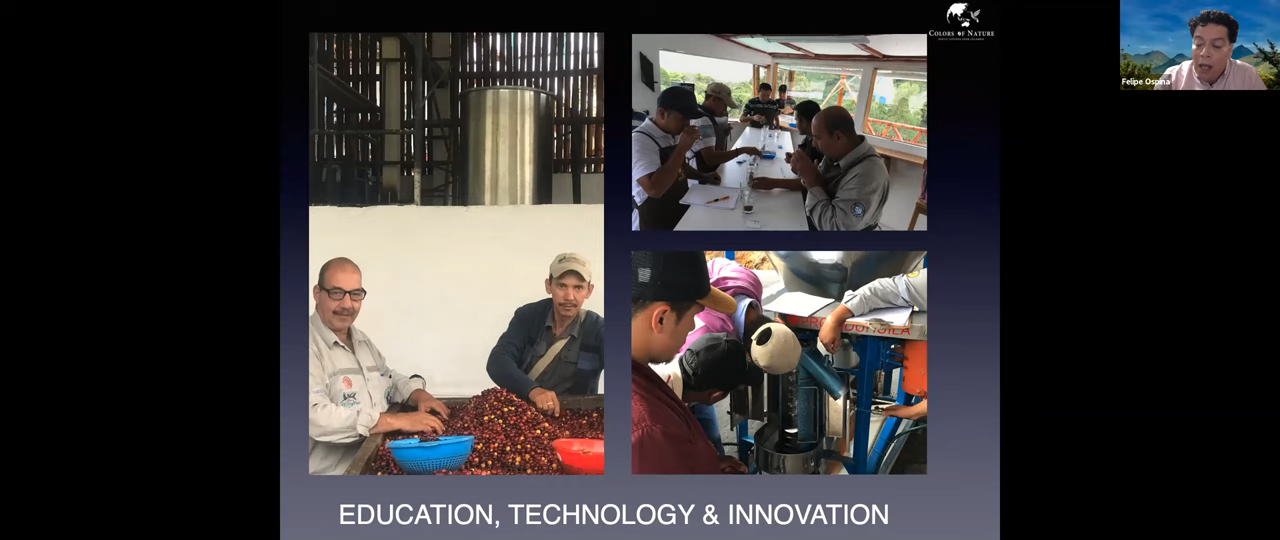 COLORS OF NATURE
Felipe Ospina
EDUCATION, TECHNOLOGY & INNOVATION